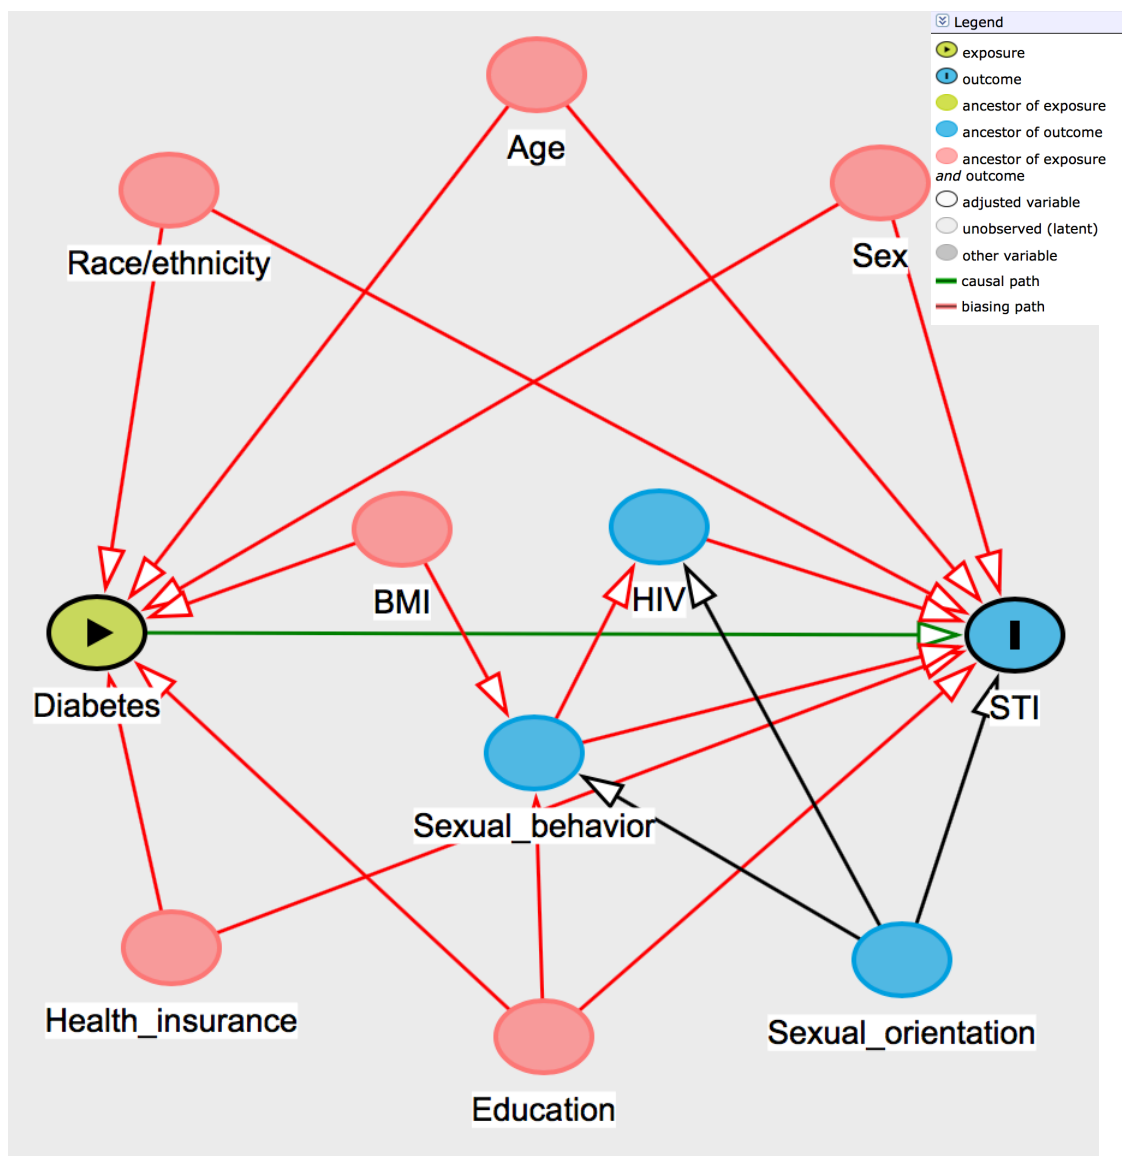 Legend
exposure
outcome
ancestor of exposure
ancestor of outcome
ancestor of exposure
and outcome
adjusted variable
unobserved (latent)
other variable
causal path
biasing path
Age
Race/ethnicity
Sex
BMI
HIV
Diabetes
STI
Sexual_behavior
Health_insurance
Sexual_orientation
Education